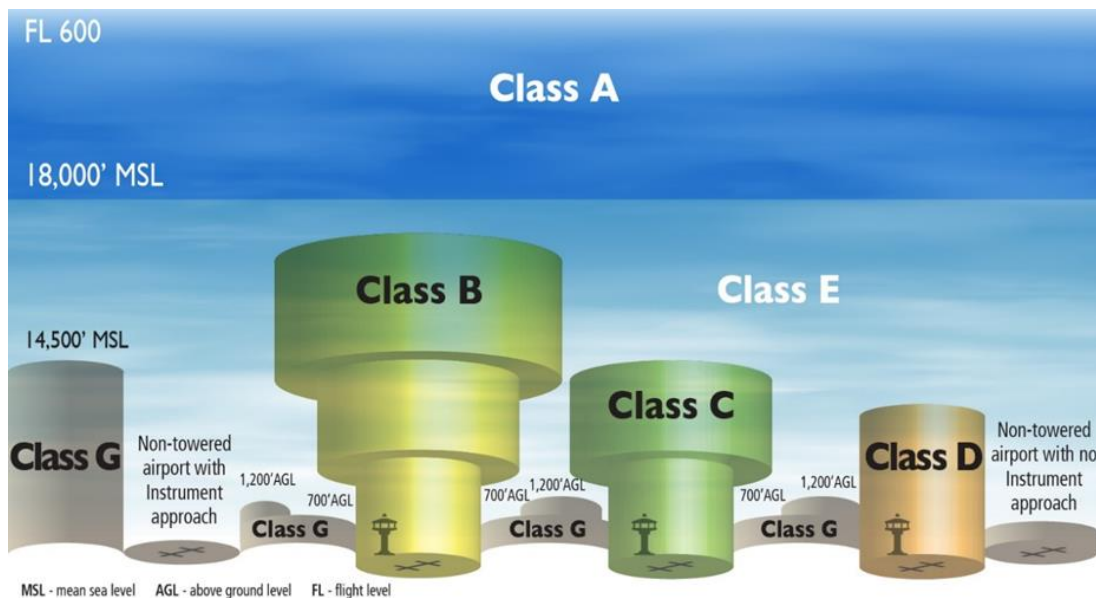 FL 600
Class A
18,000' MSL
Class B
Class E
14,500' MSL
Class C
Class G
Non-towered
airport with
Instrument
approach
Class D
Non-towered
airport with no
Instrument
approach
1,200'AGL
700'AGL
Class G
700'AGL
1,200'AGL
Class G
700'AGL
1,200'AGL
Class G
MSL - mean sea level AGL - above ground level FL - flight level